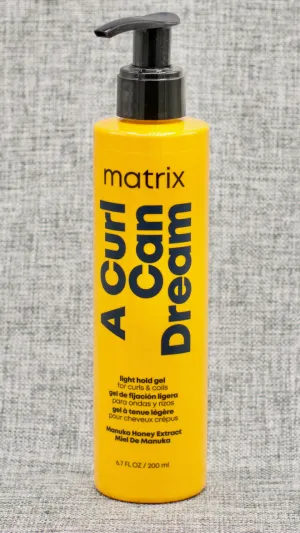 matrix
A Curl
Can
Dream
light hold gel
for curls & coils
gel de fijación ligera
para ondas y rizos
gel à tenue légère
pour cheveux crépus
Manuka Honey Extract
Miel De Manuka
6.7 FL OZ / 200 ml